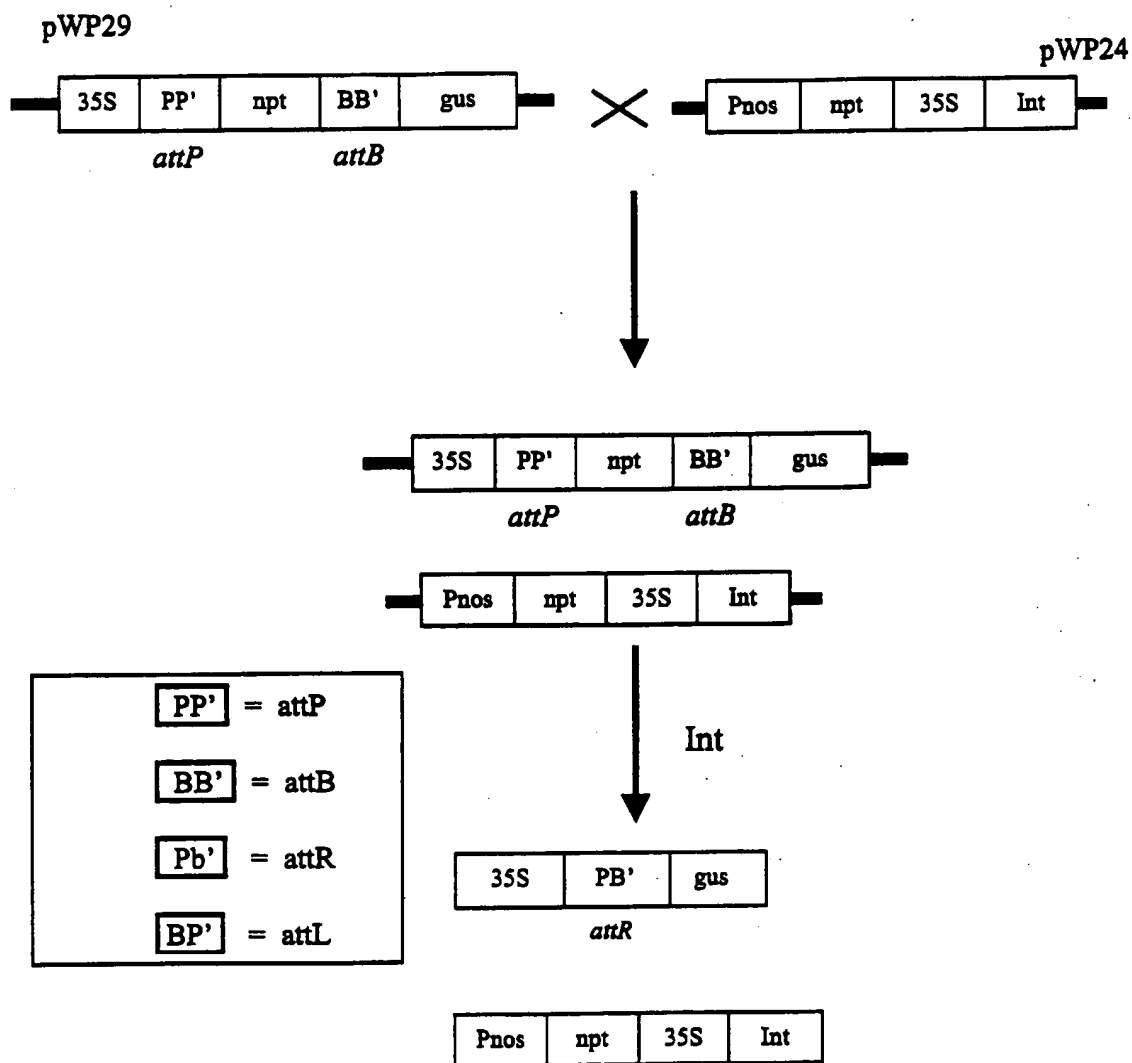 pWP29
pWP24
35S PP' npt BB' gus
Pnos npt 35S Int
attP attB
35S PP' npt BB' gus
attP attB
Pnos npt 35S Int
PP' = attP
BB' = attB
Pb' = attR
BP' = attL
Int
35S PB' gus
attR
Pnos npt 35S Int